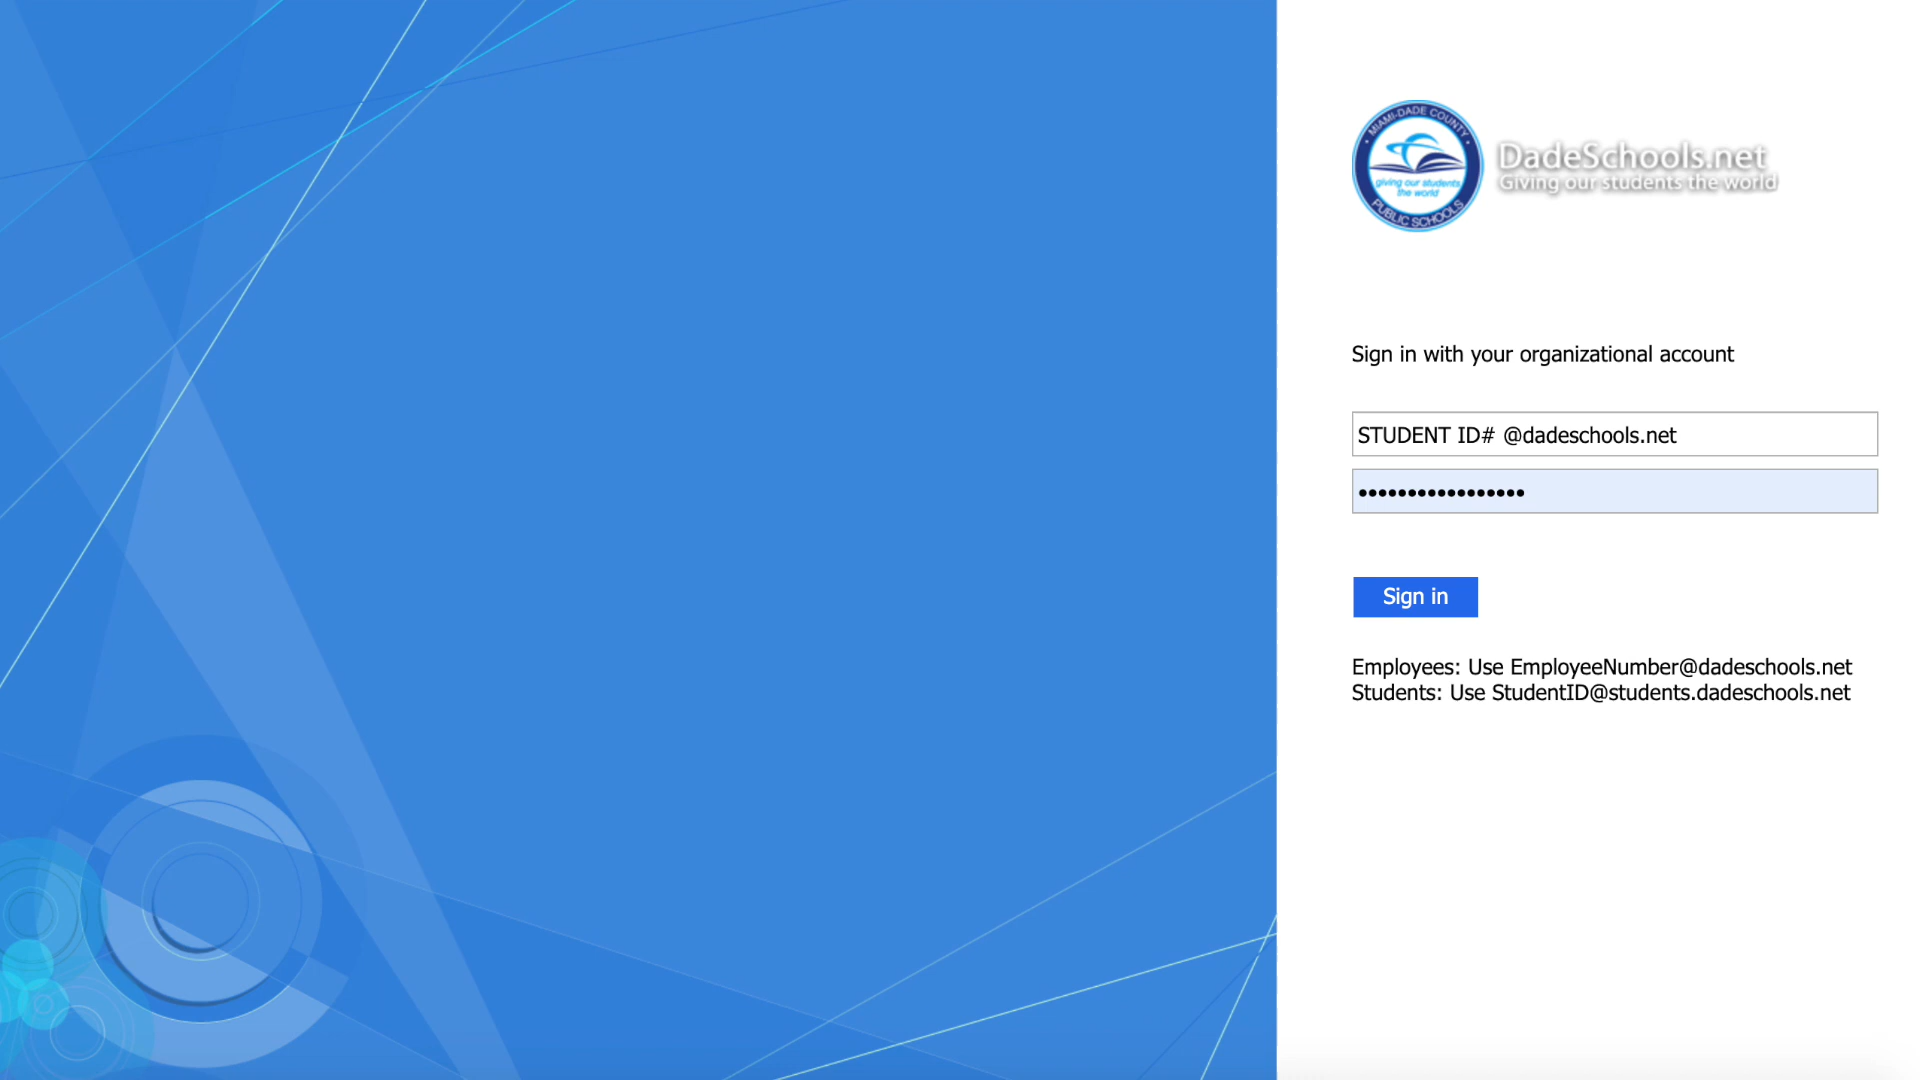 MIAMI-DADE COUNTY
giving our students
the world
PUBLIC SCHOOLS
DadeSchools.net
Giving our students the world
Sign in with your organizational account
STUDENT ID# @dadeschools.net
•••••••••••••••••
Sign in
Employees: Use EmployeeNumber@dadeschools.net
Students: Use StudentID@students.dadeschools.net